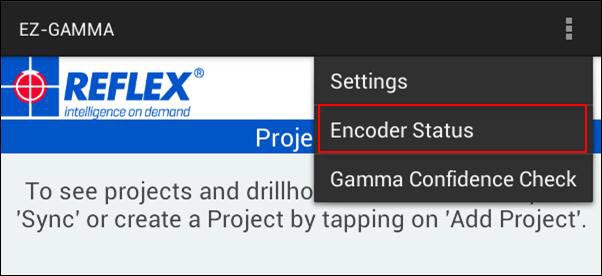 EZ-GAMMA
REFLEX®
intelligence on demand
Settings
Encoder Status
Gamma Confidence Check
Proje
To see projects and drillho
'Sync' or create a Project by tapping on 'Add Project'.